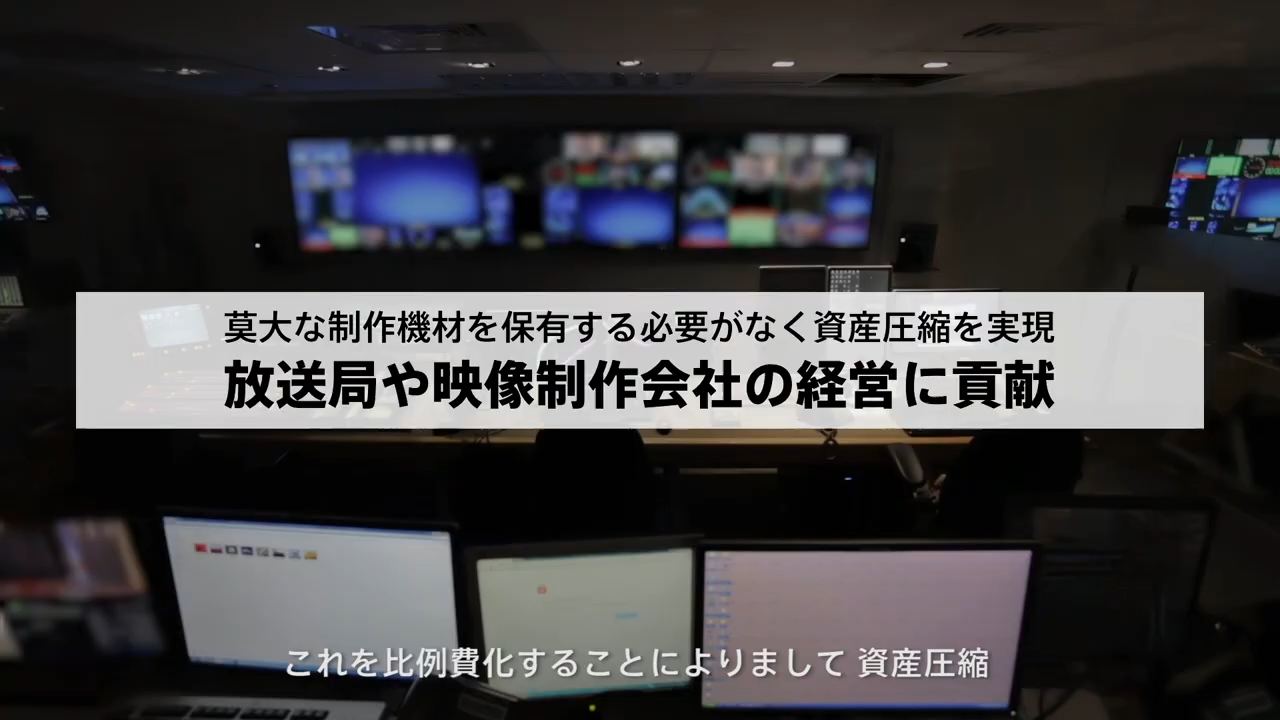 莫大な制作機材を保有する必要がなく資産圧縮を実現
放送局や映像制作会社の経営に貢献
これを比例費化することによりまして 資産圧縮